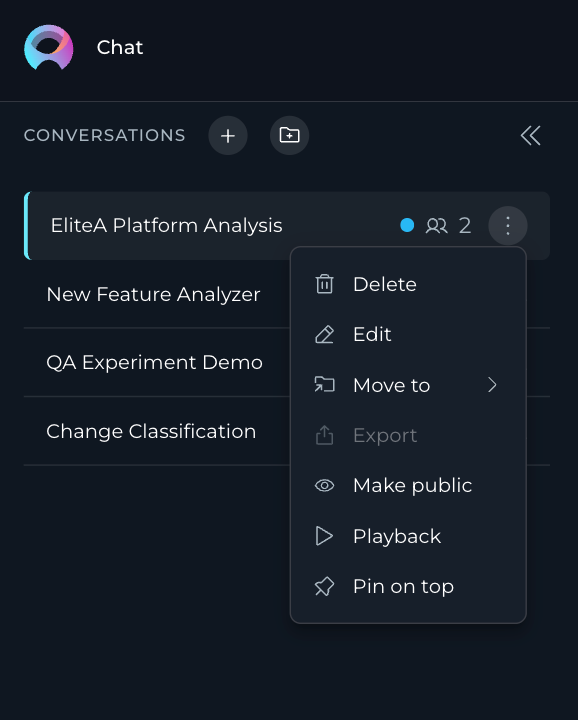 Chat
CONVERSATIONS
EliteA Platform Analysis 2
New Feature Analyzer
QA Experiment Demo
Change Classification
Delete
Edit
Move to
Export
Make public
Playback
Pin on top